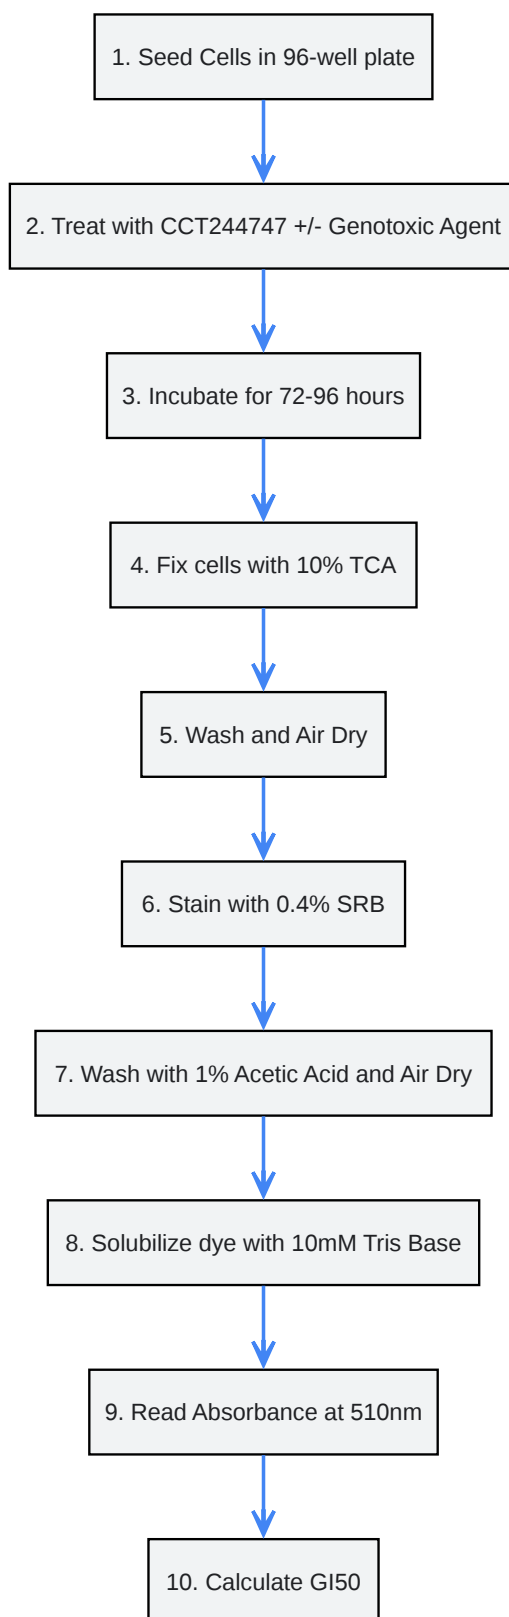 1. Seed Cells in 96-well plate
2. Treat with CCT244747 +/- Genotoxic Agent
3. Incubate for 72-96 hours
4. Fix cells with 10% TCA
5. Wash and Air Dry
6. Stain with 0.4% SRB
7. Wash with 1% Acetic Acid and Air Dry
8. Solubilize dye with 10mM Tris Base
9. Read Absorbance at 510nm
10. Calculate GI50